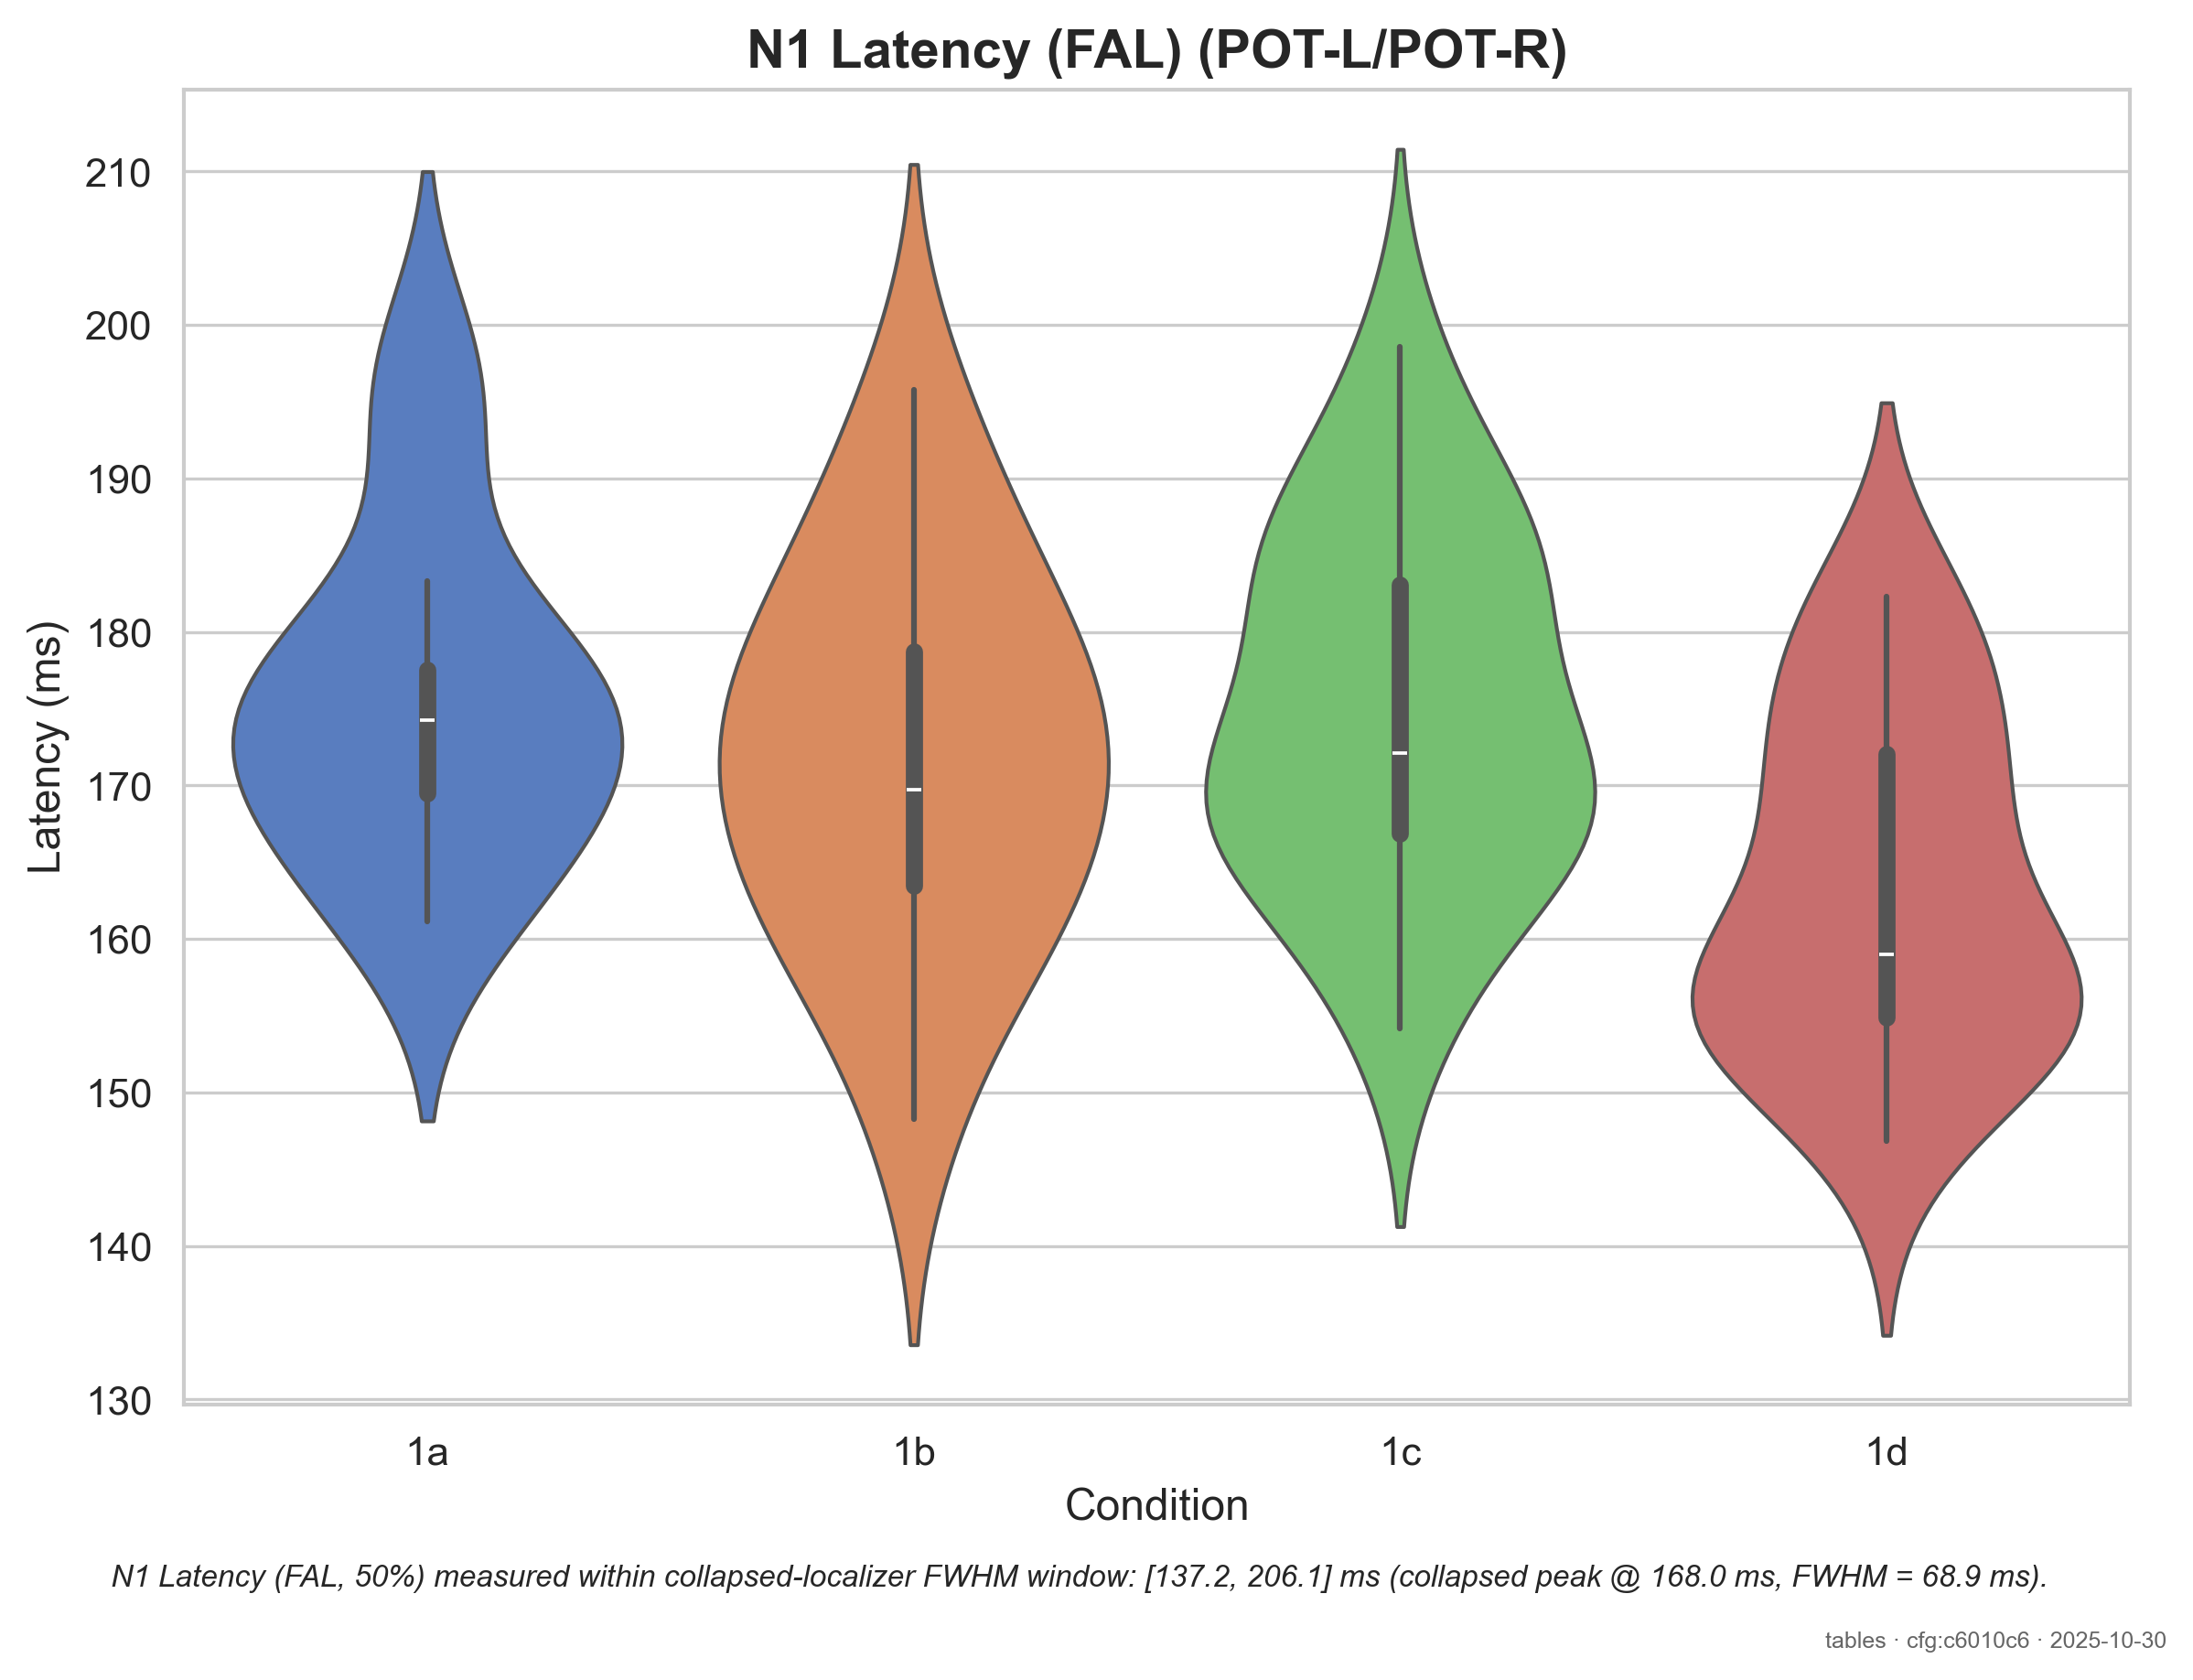 N1 Latency (FAL) (POT-L/POT-R)
Latency (ms)
210
200
190
180
170
160
150
140
130
1a 1b 1c 1d
Condition
N1 Latency (FAL, 50%) measured within collapsed-localizer FWHM window: [137.2, 206.1] ms (collapsed peak @ 168.0 ms, FWHM = 68.9 ms).
tables · cfg:c6010c6 · 2025-10-30